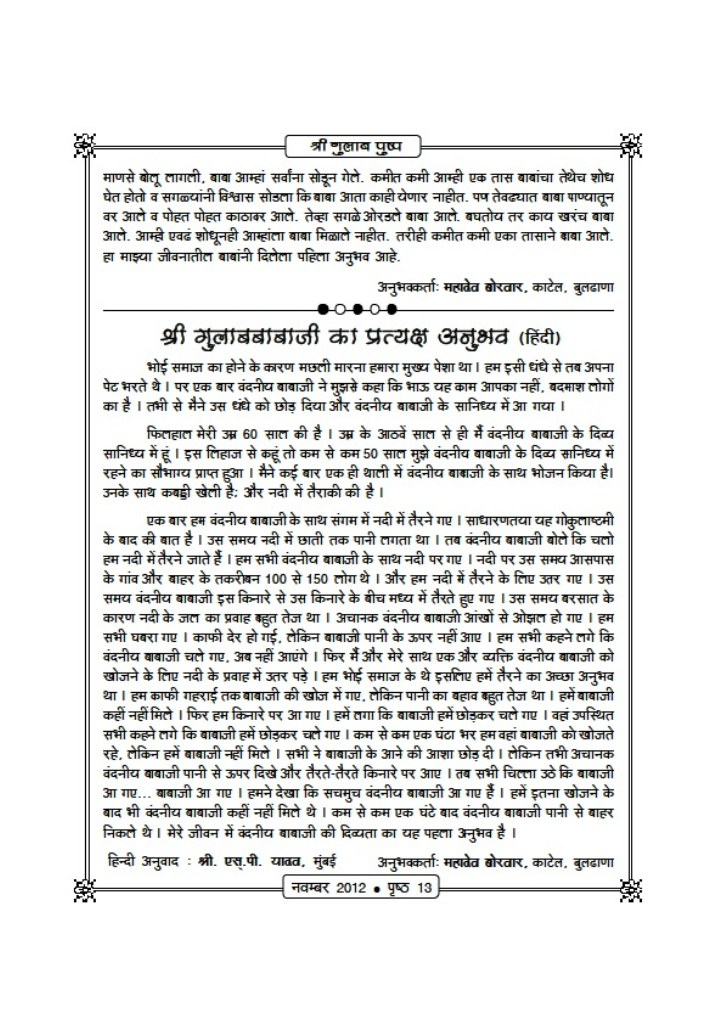 श्री गुलाब पुष्प
माणसे बोलू लागली, बाबा आम्हां सर्वांना सोडून गेले. कमीत कमी आम्ही एक तास बाबांचा तेथेच शोध
घेत होतो व सगळ्यांनी विश्वास सोडला कि बाबा आता काही येणार नाहीत. पण तेवढ्यात बाबा पाण्यातून
वर आले व पोहत पोहत काठावर आले. तेव्हा सगळे ओरडले बाबा आले. बघतोय तर काय खरंच बाबा
आले. आम्ही एवढं शोधूनही आम्हांला बाबा मिळाले नाहीत. तरीही कमीत कमी एका तासाने बाबा आले.
हा माझ्या जीवनातील बाबांनी दिलेला पहिला अनुभव आहे.
अनुभवकर्ताः महादेव बोरवार, काटेल, बुलढाणा
श्री गुलाबबाबाजी का प्रत्यक्ष अनुभव (हिंदी)
भोई समाज का होने के कारण मछली मारना हमारा मुख्य पेशा था । हम इसी धंधे से तब अपना
पेट भरते थे । पर एक बार वंदनीय बाबाजी ने मुझसे कहा कि भाऊ यह काम आपका नहीं, बदमाश लोगों
का है । तभी से मैने उस धंधे को छोड़ दिया और वंदनीय बाबाजी के सानिध्य में आ गया ।
फिलहाल मेरी उम्र 60 साल की है । उम्र के आठवें साल से ही मैं वंदनीय बाबाजी के दिव्य
सानिध्य में हूं । इस लिहाज से कहूं तो कम से कम 50 साल मुझे वंदनीय बाबाजी के दिव्य सानिध्य में
रहने का सौभाग्य प्राप्त हुआ । मैने कई बार एक ही थाली में वंदनीय बाबाजी के साथ भोजन किया है।
उनके साथ कबड्डी खेली है; और नदी में तैराकी की है ।
एक बार हम वंदनीय बाबाजी के साथ संगम में नदी में तैरने गए । साधारणतया यह गोकुलाष्टमी
के बाद की बात है । उस समय नदी में छाती तक पानी लगता था । तब वंदनीय बाबाजी बोले कि चलो
हम नदी में तैरने जाते हैं । हम सभी वंदनीय बाबाजी के साथ नदी पर गए । नदी पर उस समय आसपास
के गांव और बाहर के तकरीबन 100 से 150 लोग थे । और हम नदी में तैरने के लिए उतर गए । उस
समय वंदनीय बाबाजी इस किनारे से उस किनारे के बीच मध्य में तैरते हुए गए । उस समय बरसात के
कारण नदी के जल का प्रवाह बहुत तेज था । अचानक वंदनीय बाबाजी आंखों से ओझल हो गए । हम
सभी घबरा गए । काफी देर हो गई, लेकिन बाबाजी पानी के ऊपर नहीं आए । हम सभी कहने लगे कि
वंदनीय बाबाजी चले गए, अब नहीं आएंगे । फिर मैं और मेरे साथ एक और व्यक्ति वंदनीय बाबाजी को
खोजने के लिए नदी के प्रवाह में उतर पड़े । हम भोई समाज के थे इसलिए हमें तैरने का अच्छा अनुभव
था । हम काफी गहराई तक बाबाजी की खोज में गए, लेकिन पानी का बहाव बहुत तेज था । हमें बाबाजी
कहीं नहीं मिले । फिर हम किनारे पर आ गए । हमें लगा कि बाबाजी हमें छोड़कर चले गए । वहां उपस्थित
सभी कहने लगे कि बाबाजी हमें छोड़कर चले गए । कम से कम एक घंटा भर हम वहां बाबाजी को खोजते
रहे, लेकिन हमें बाबाजी नहीं मिले । सभी ने बाबाजी के आने की आशा छोड़ दी । लेकिन तभी अचानक
वंदनीय बाबाजी पानी से ऊपर दिखे और तैरते-तैरते किनारे पर आए । तब सभी चिल्ला उठे कि बाबाजी
आ गए... बाबाजी आ गए । हमने देखा कि सचमुच वंदनीय बाबाजी आ गए हैं । हमें इतना खोजने के
बाद भी वंदनीय बाबाजी कहीं नहीं मिले थे । कम से कम एक घंटे बाद वंदनीय बाबाजी पानी से बाहर
निकले थे । मेरे जीवन में वंदनीय बाबाजी की दिव्यता का यह पहला अनुभव है ।
हिन्दी अनुवाद : श्री. एस.पी. यादव, मुंबई अनुभवकर्ताः महादेव बोरवार, काटेल, बुलढाणा
नवम्बर 2012 ● पृष्ठ 13